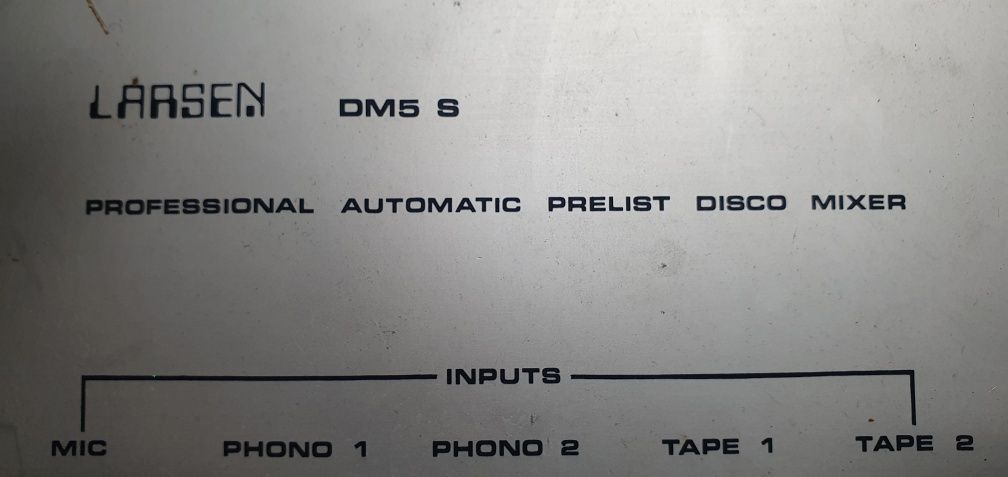 LARSEN DM5 S
PROFESSIONAL AUTOMATIC PRELIST DISCO MIXER
INPUTS
MIC PHONO 1 PHONO 2 TAPE 1 TAPE 2